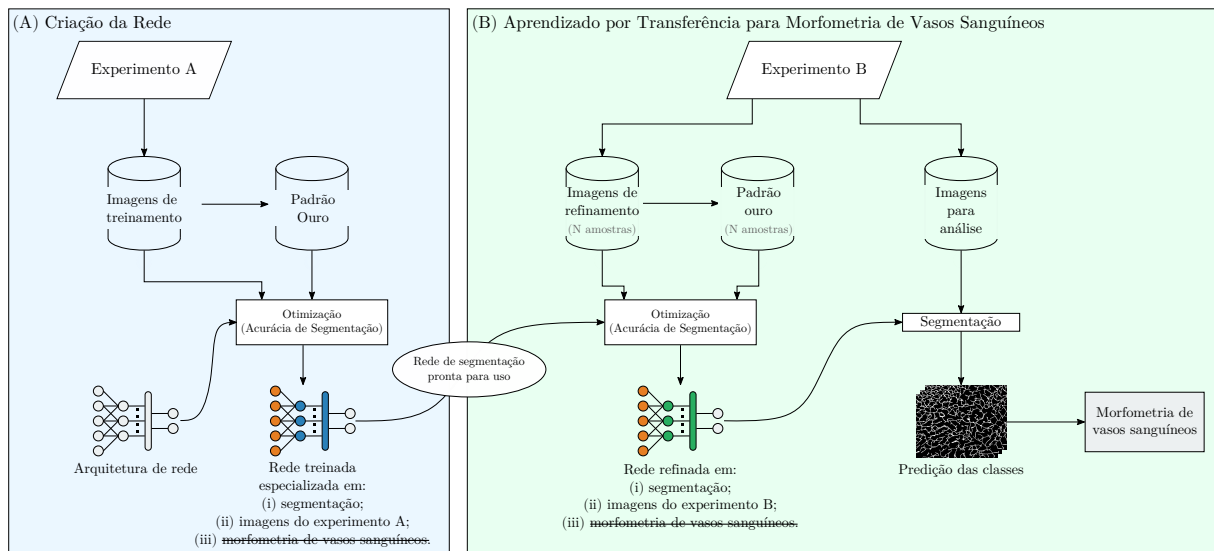 (A) Criação da Rede
Experimento A
Imagens de
treinamento
Padrão
Ouro
Otimização
(Acurácia de Segmentação)
Arquitetura de rede
Rede treinada
especializada em:
(i) segmentação;
(ii) imagens do experimento A;
(iii) morfometria de vasos sanguíneos.
Rede de segmentação
pronta para uso
(B) Aprendizado por Transferência para Morfometria de Vasos Sanguíneos
Experimento B
Imagens de
refinamento
(N amostras)
Padrão
ouro
(N amostras)
Imagens
para
análise
Otimização
(Acurácia de Segmentação)
Segmentação
Rede refinada em:
(i) segmentação;
(ii) imagens do experimento B;
(iii) morfometria de vasos sanguíneos.
Predição das classes
Morfometria de
vasos sanguíneos